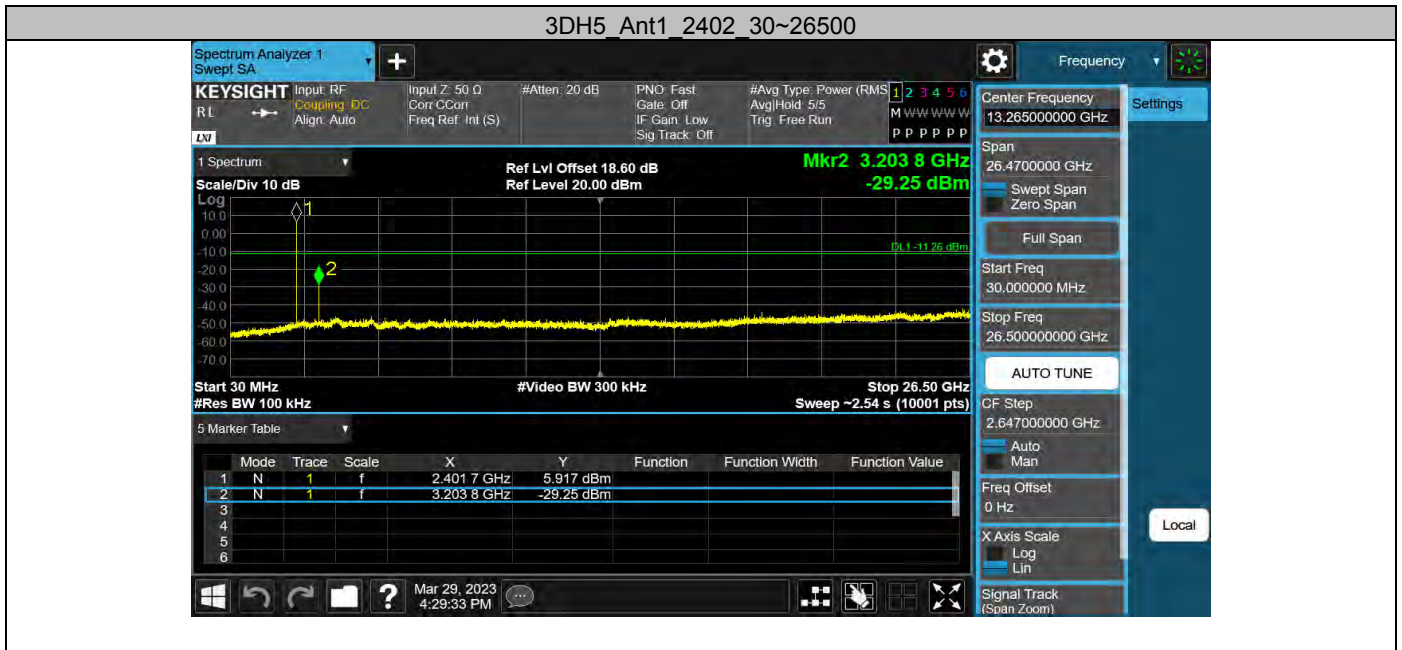 3DH5_Ant1_2402_30~26500
Spectrum Analyzer 1
Swept SA
+
Frequency
KEYSIGHT
RL
LXI
Input: RF
Coupling: DC
Align: Auto
Input Z: 50 Ω
Corr CCorr
Freq Ref: Int (S)
#Atten: 20 dB
PNO: Fast
Gate: Off
IF Gain: Low
Sig Track: Off
#Avg Type: Power (RMS
Avg|Hold: 5/5
Trig: Free Run
1 2 3 4 5 6
M W W W W W
P P P P P P
1 Spectrum
Scale/Div 10 dB
Ref Lvl Offset 18.60 dB
Ref Level 20.00 dBm
Mkr2 3.203 8 GHz
-29.25 dBm
Log
10.0
0.00
-10.0
-20.0
-30.0
-40.0
-50.0
-60.0
-70.0
1
2
DL1 -11.26 dBm
Start 30 MHz
#Res BW 100 kHz
#Video BW 300 kHz
Stop 26.50 GHz
Sweep ~2.54 s (10001 pts)
5 Marker Table
Mode Trace Scale X Y Function Function Width Function Value
1 N 1 f 2.401 7 GHz 5.917 dBm
2 N 1 f 3.203 8 GHz -29.25 dBm
3
4
5
6
?
Mar 29, 2023
4:29:33 PM
Center Frequency
13.265000000 GHz
Settings
Span
26.4700000 GHz
Swept Span
Zero Span
Full Span
Start Freq
30.000000 MHz
Stop Freq
26.500000000 GHz
AUTO TUNE
CF Step
2.647000000 GHz
Auto
Man
Freq Offset
0 Hz
Local
X Axis Scale
Log
Lin
Signal Track
(Span Zoom)